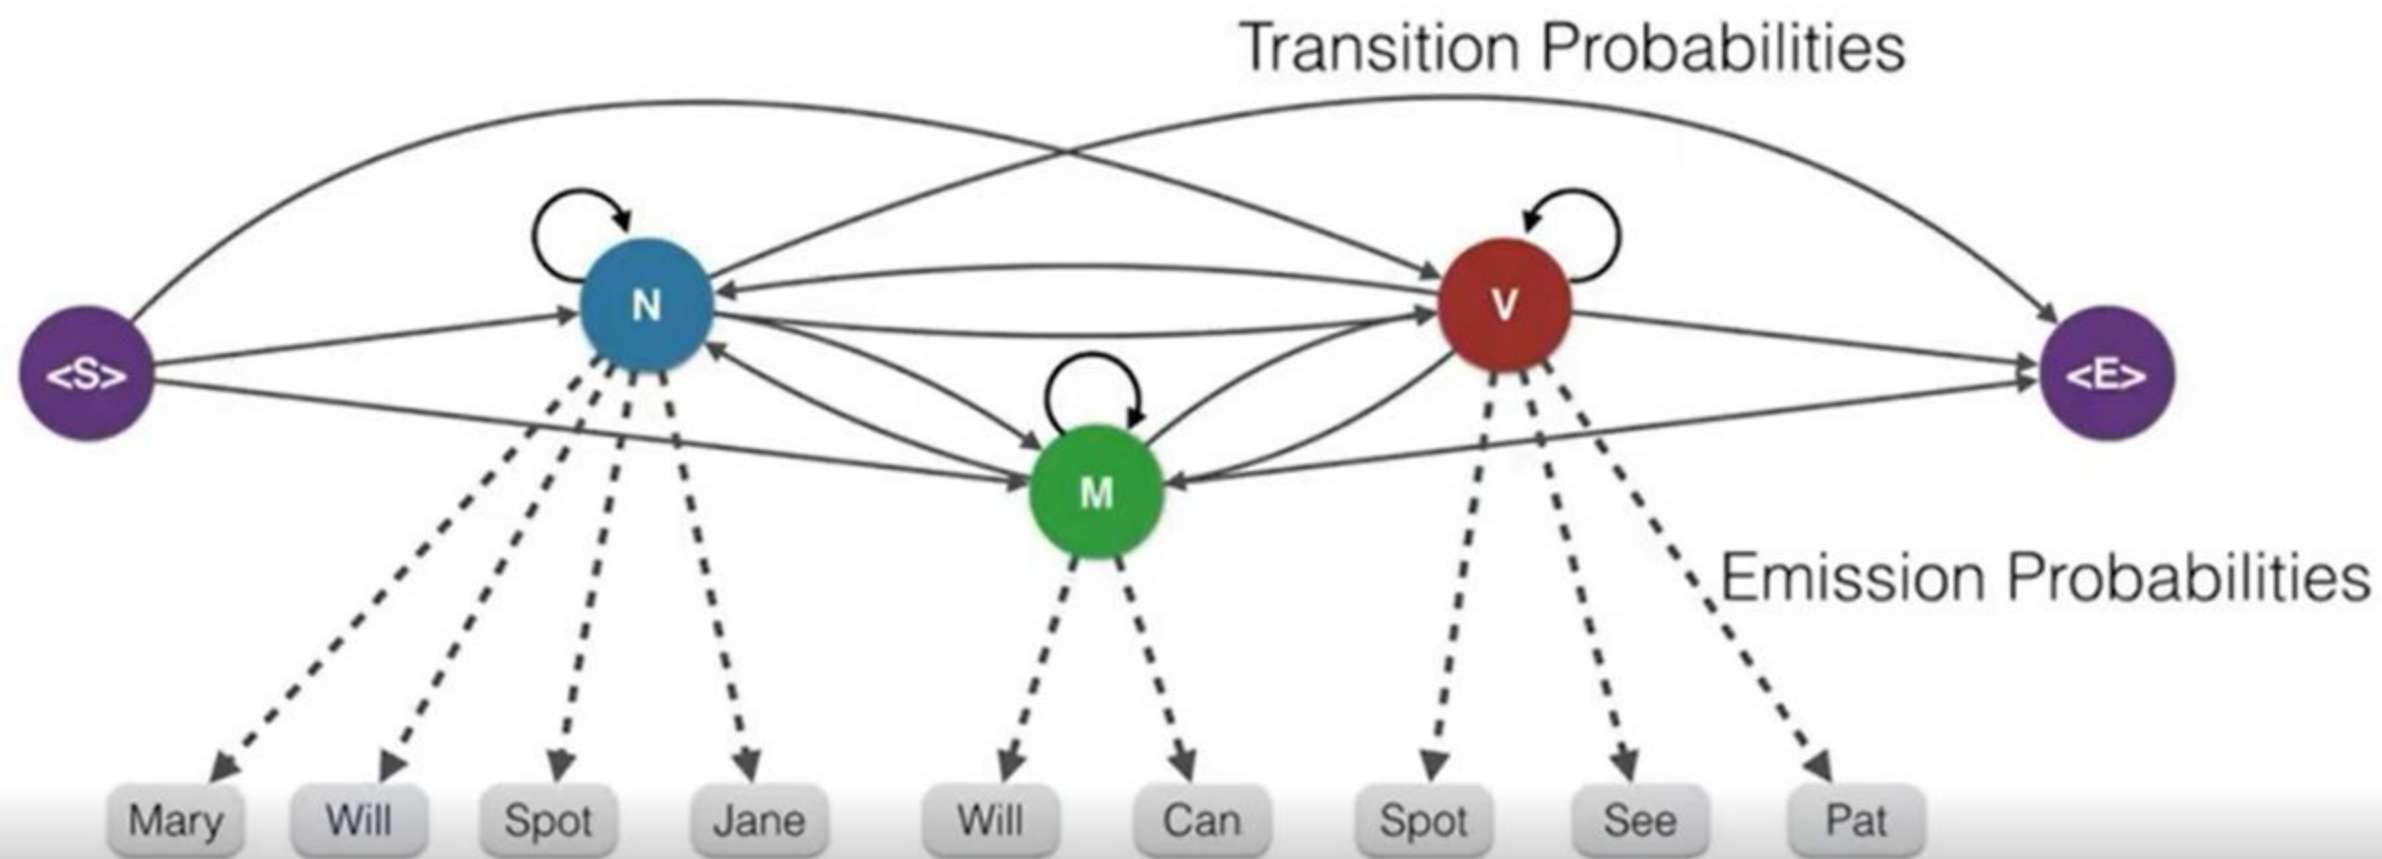 Transition Probabilities
N
V
<S>
<E>
M
Emission Probabilities
Mary Will Spot Jane Will Can Spot See Pat